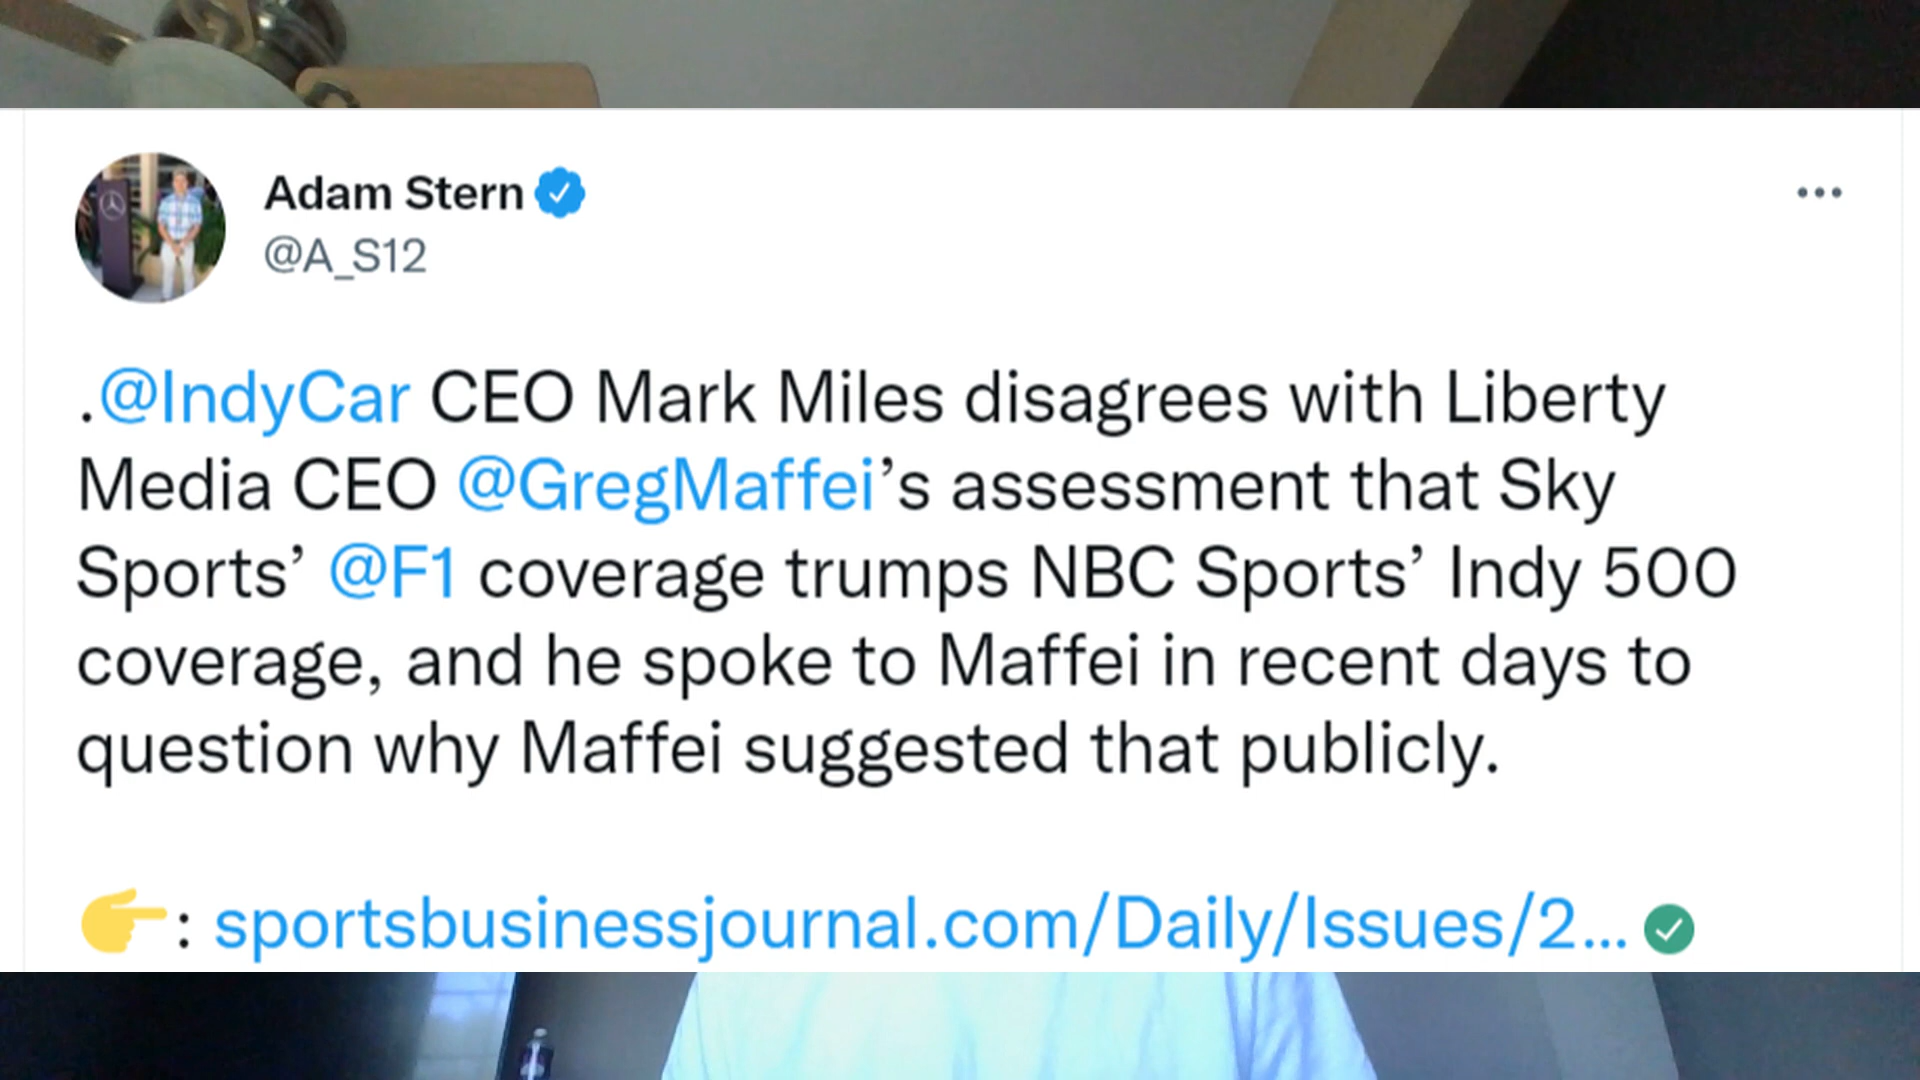 Adam Stern
@A_S12
.@IndyCar CEO Mark Miles disagrees with Liberty
Media CEO @GregMaffei’s assessment that Sky
Sports’ @F1 coverage trumps NBC Sports’ Indy 500
coverage, and he spoke to Maffei in recent days to
question why Maffei suggested that publicly.
👉: sportsbusinessjournal.com/Daily/Issues/2...